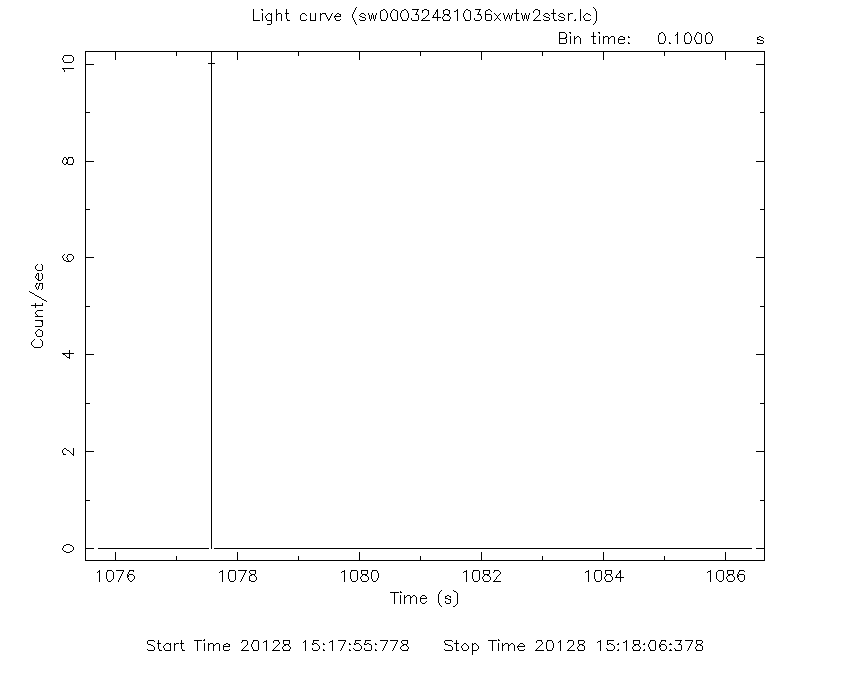 Light curve (sw00032481036xwtw2stsr.lc)
Bin time: 0.1000 s
10
8
6
4
2
0
Count/sec
1076 1078 1080 1082 1084 1086
Time (s)
Start Time 20128 15:17:55:778 Stop Time 20128 15:18:06:378